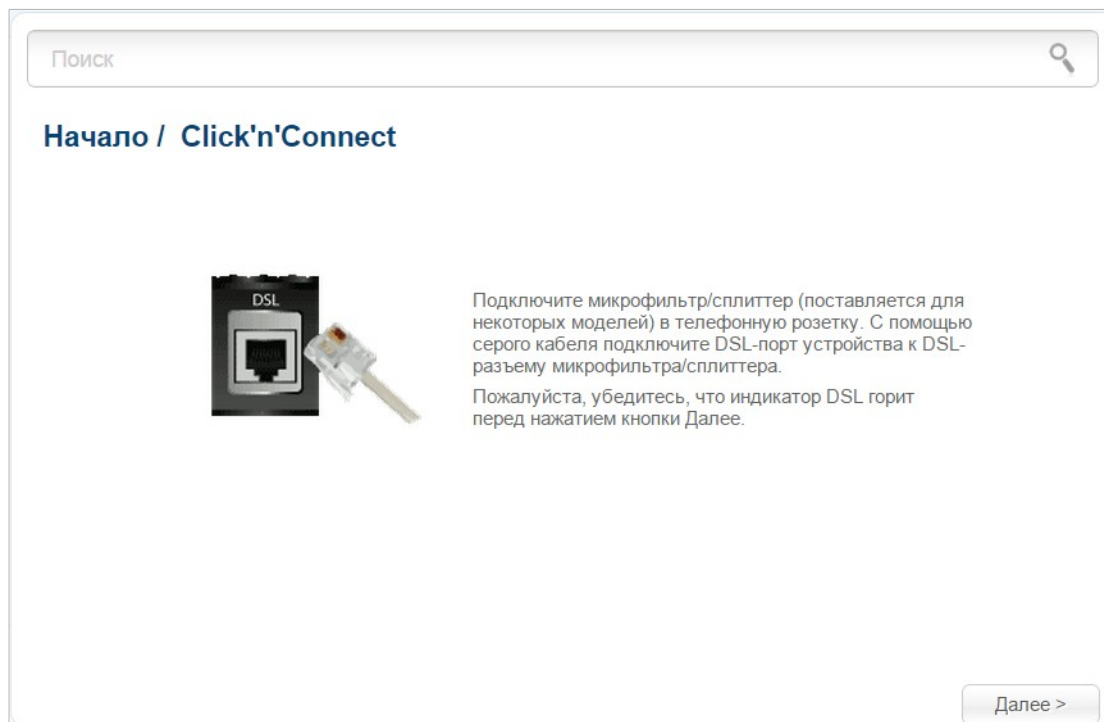 Поиск
Начало / Click'n'Connect
DSL
Подключите микрофильтр/сплиттер (поставляется для
некоторых моделей) в телефонную розетку. С помощью
серого кабеля подключите DSL-порт устройства к DSL-
разъему микрофильтра/сплиттера.
Пожалуйста, убедитесь, что индикатор DSL горит
перед нажатием кнопки Далее.
Далее >